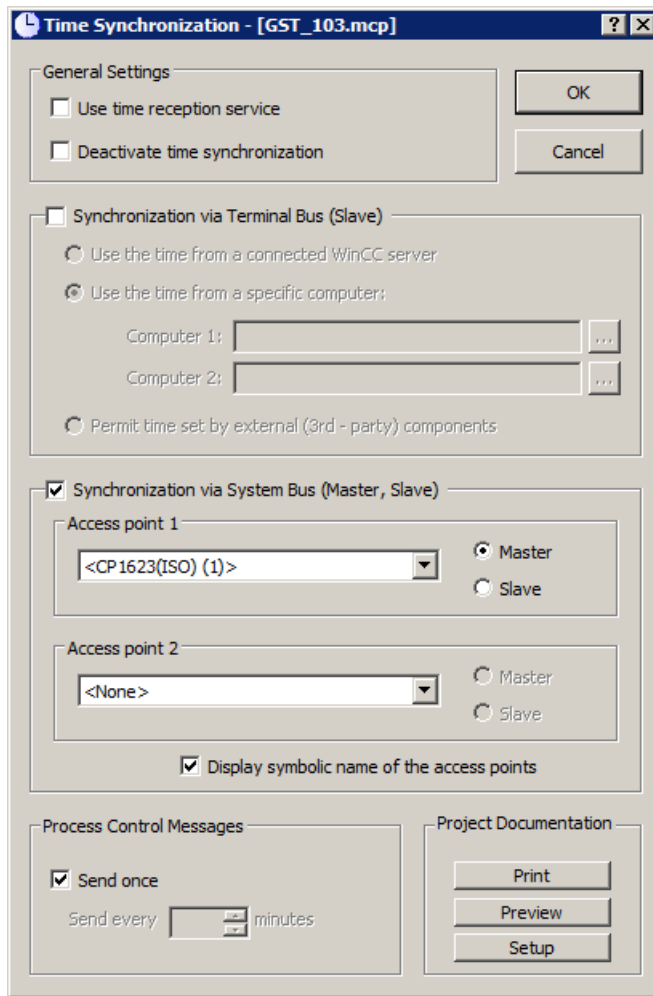 Time Synchronization - [GST_103.mcp]
General Settings
Use time reception service
Deactivate time synchronization
OK
Cancel
Synchronization via Terminal Bus (Slave)
Use the time from a connected WinCC server
Use the time from a specific computer:
Computer 1:
...
Computer 2:
...
Permit time set by external (3rd - party) components
Synchronization via System Bus (Master, Slave)
Access point 1
<CP1623(ISO) (1)>
Master
Slave
Access point 2
<None>
Master
Slave
Display symbolic name of the access points
Process Control Messages
Send once
Send every minutes
Project Documentation
Print
Preview
Setup